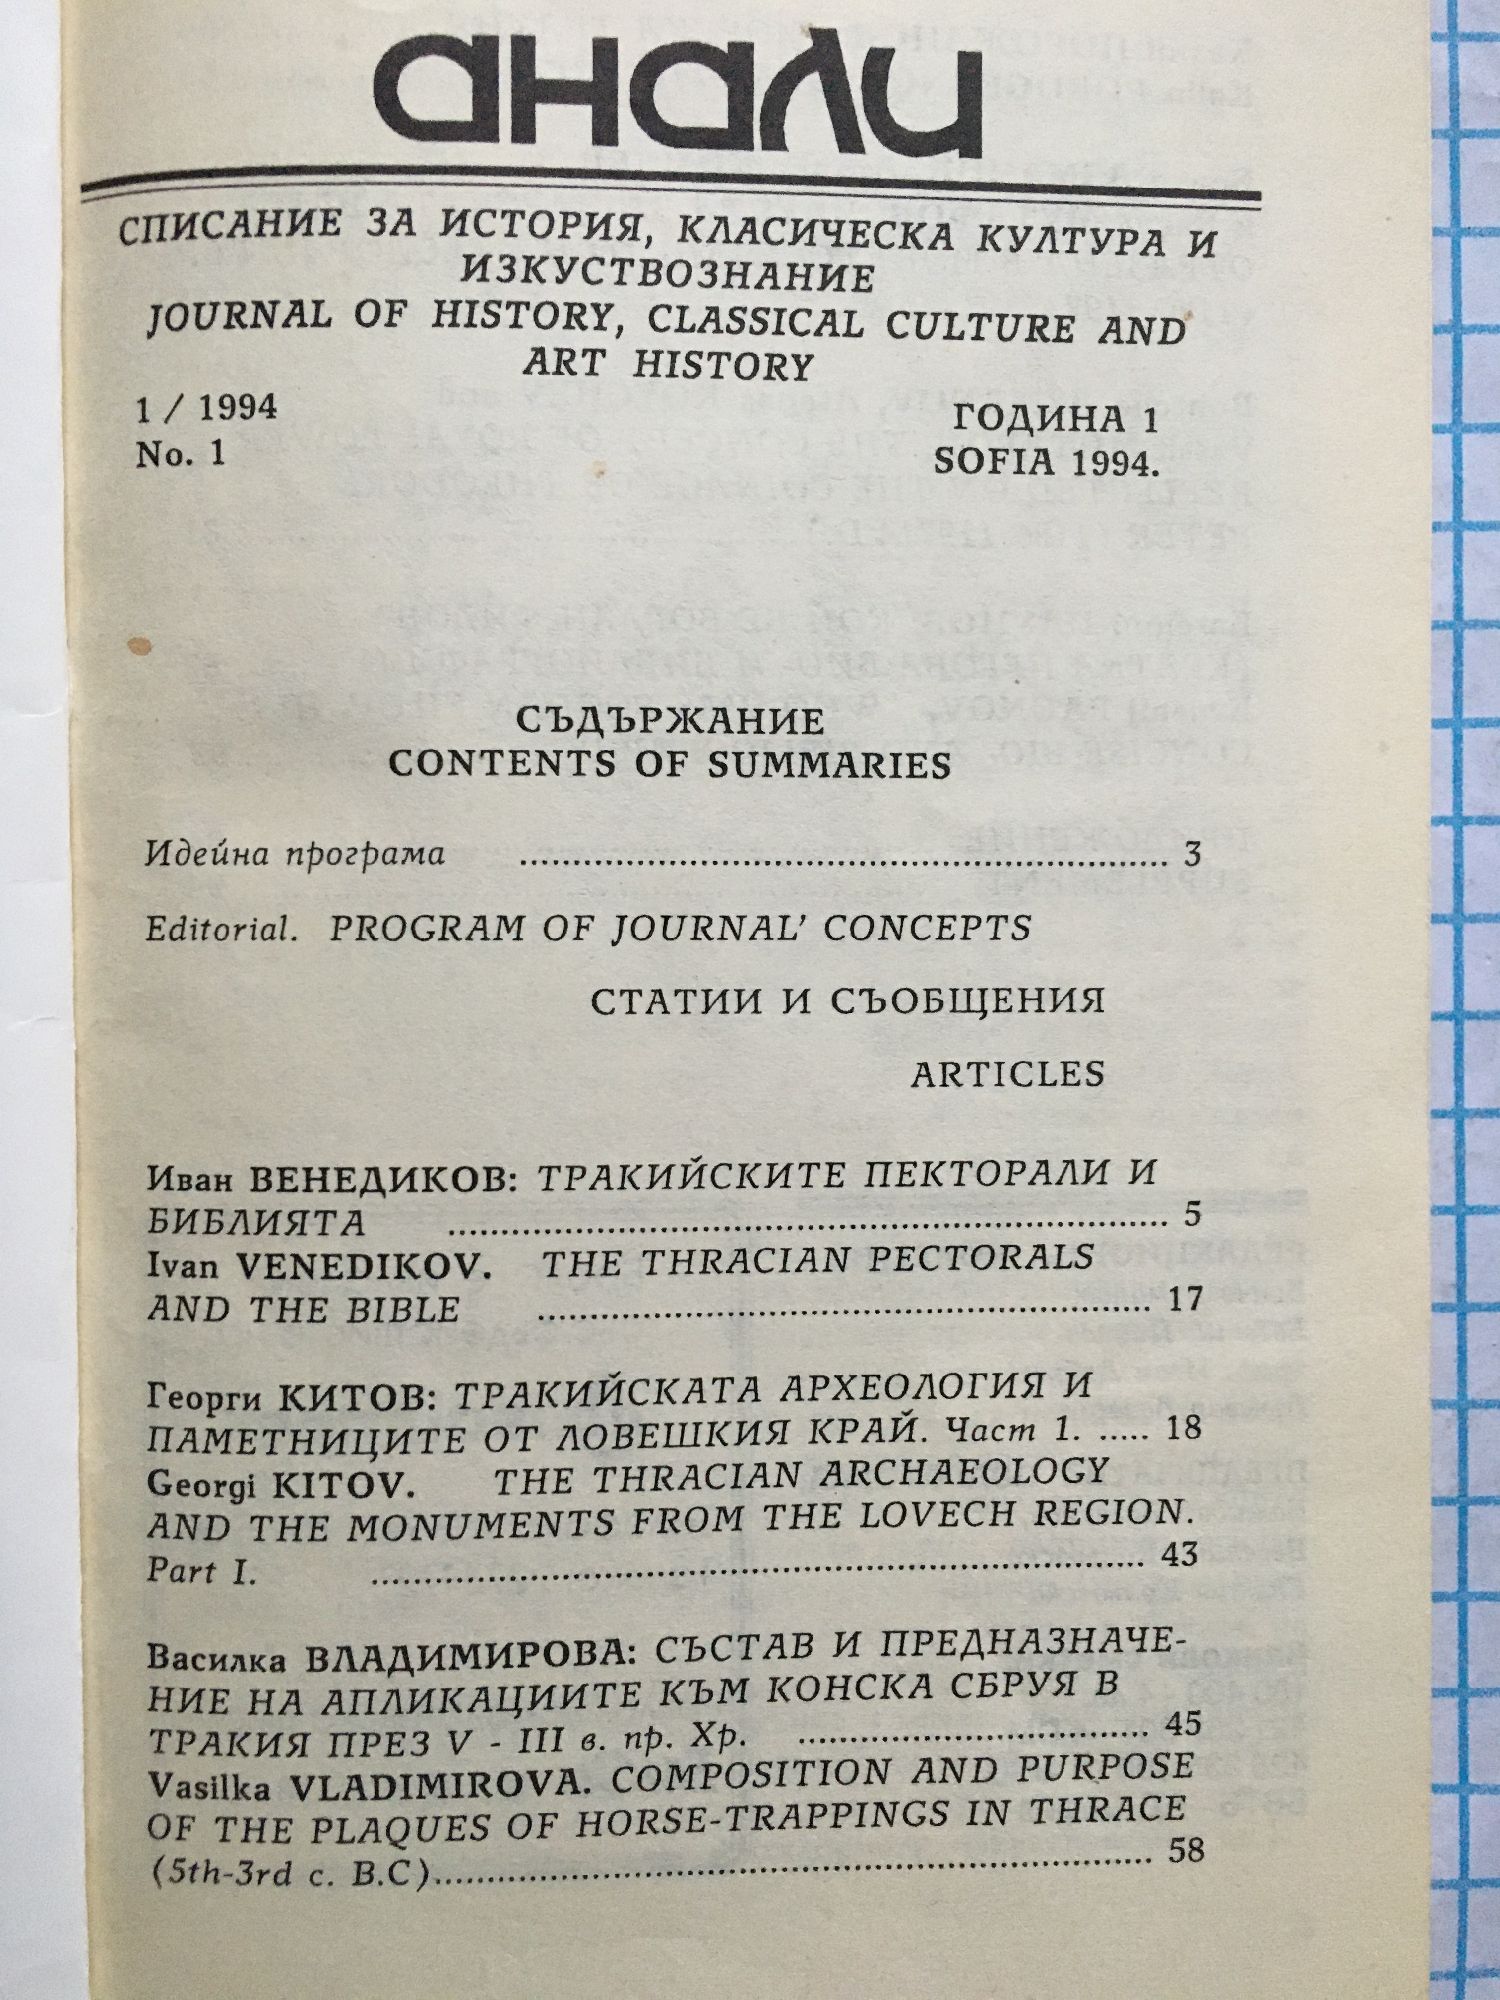 анали
СПИСАНИЕ ЗА ИСТОРИЯ, КЛАСИЧЕСКА КУЛТУРА И
ИЗКУСТВОЗНАНИЕ
JOURNAL OF HISTORY, CLASSICAL CULTURE AND
ART HISTORY
1 / 1994
ГОДИНА 1
No. 1
SOFIA 1994.
СЪДЪРЖАНИЕ
CONTENTS OF SUMMARIES
Идейна програма ........ 3
Editorial. PROGRAM OF JOURNAL' CONCEPTS
СТАТИИ И СЪОБЩЕНИЯ
ARTICLES
Иван ВЕНЕДИКОВ: ТРАКИЙСКИТЕ ПЕКТОРАЛИ И
БИБЛИЯТА ........ 5
Ivan VENEDIKOV. THE THRACIAN PECTORALS
AND THE BIBLE ........ 17
Георги КИТОВ: ТРАКИЙСКАТА АРХЕОЛОГИЯ И
ПАМЕТНИЦИТЕ ОТ ЛОВЕШКИЯ КРАЙ. Част 1. ..... 18
Georgi KITOV. THE THRACIAN ARCHAEOLOGY
AND THE MONUMENTS FROM THE LOVECH REGION.
Part I. ........ 43
Василка ВЛАДИМИРОВА: СЪСТАВ И ПРЕДНАЗНАЧЕ-
НИЕ НА АПЛИКАЦИИТЕ КЪМ КОНСКА СБРУЯ В
ТРАКИЯ ПРЕЗ V - III в. пр. Хр. ........ 45
Vasilka VLADIMIROVA. COMPOSITION AND PURPOSE
OF THE PLAQUES OF HORSE-TRAPPINGS IN THRACE
(5th-3rd c. B.C)........ 58